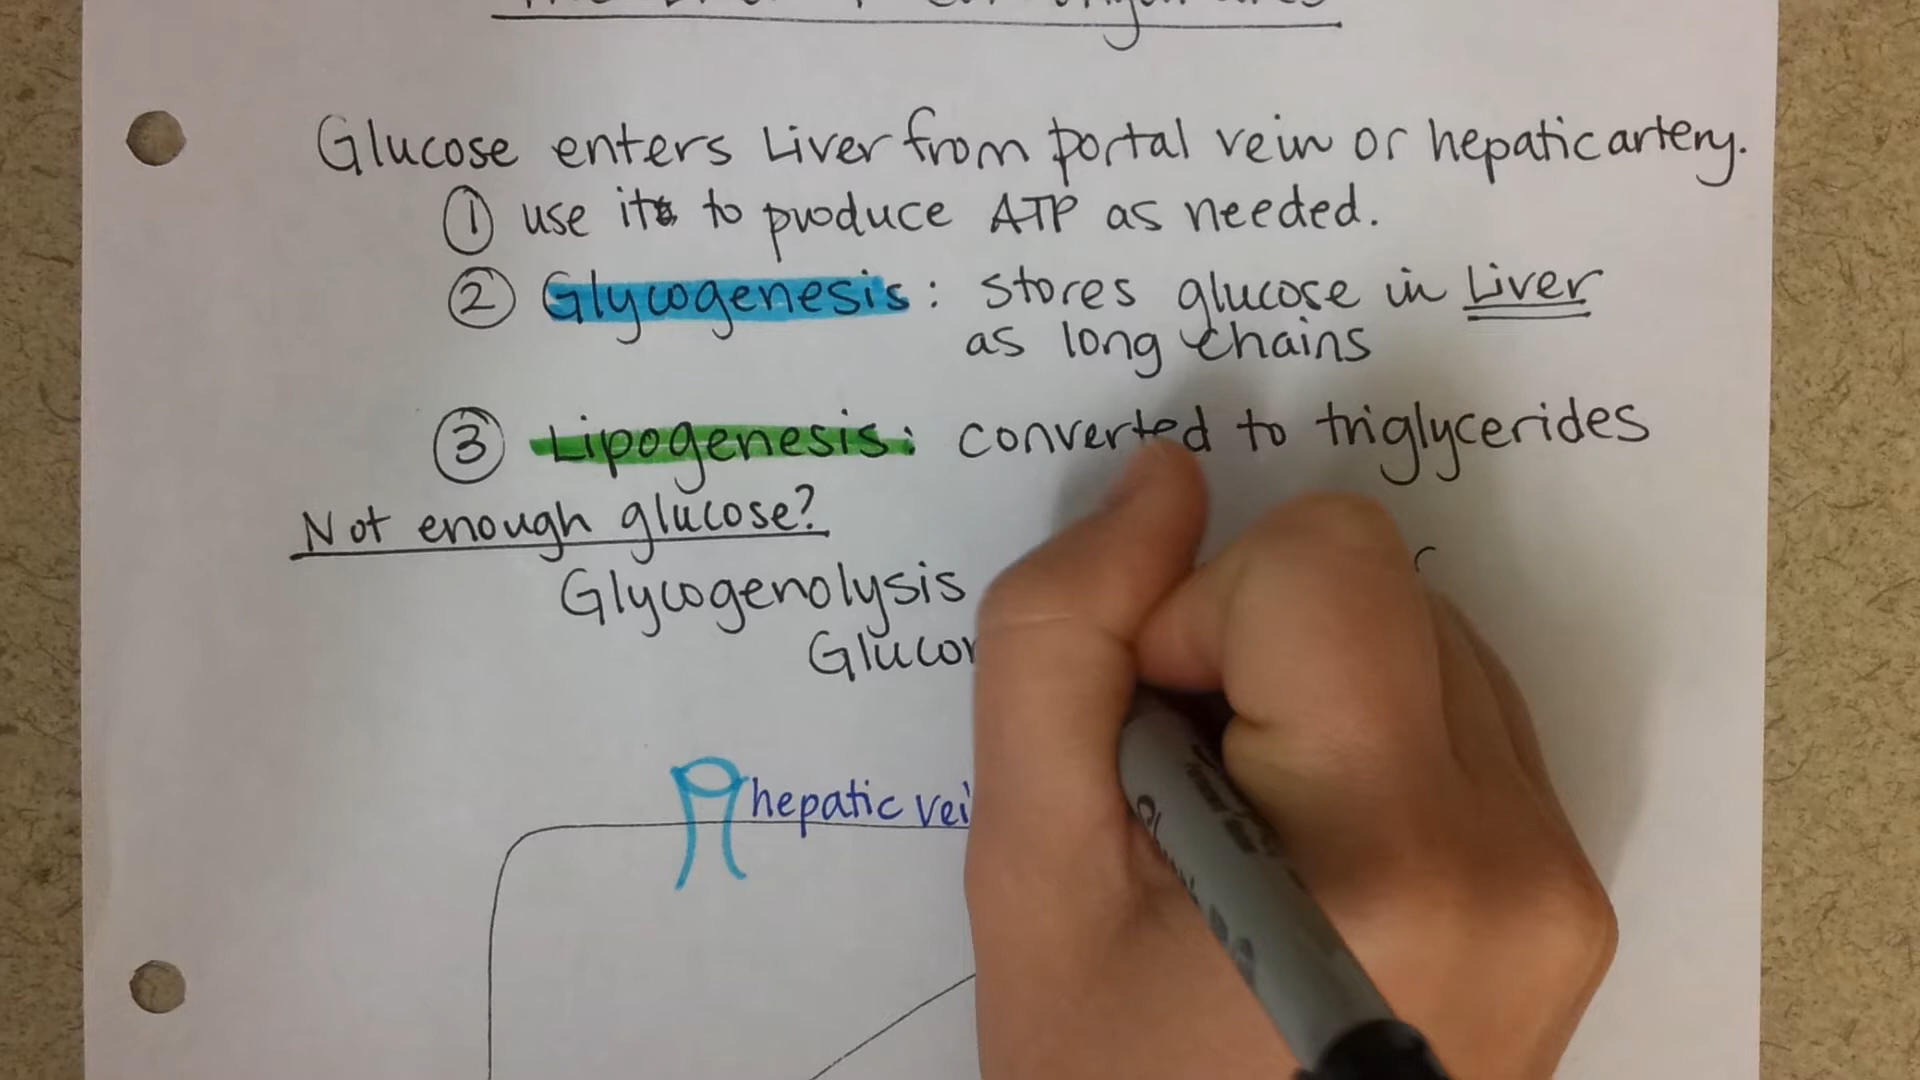 Glucose enters Liver from portal vein or hepatic artery.
① use it to produce ATP as needed.
② Glycogenesis: stores glucose in Liver
as long chains
③ Lipogenesis: converted to triglycerides
Not enough glucose?
Glycogenolysis
hepatic